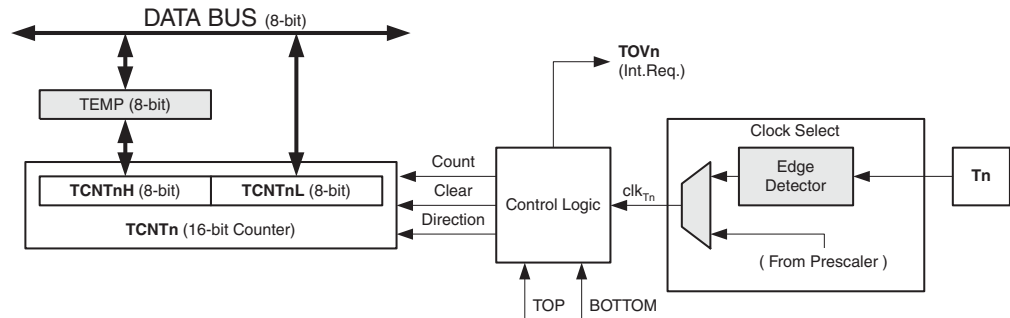 DATA BUS (8-bit)
TOVn
(Int.Req.)
TEMP (8-bit)
Clock Select
Count
Edge
Detector
Tn
TCNTnH (8-bit) TCNTnL (8-bit)
Clear
Control Logic
clkTn
TCNTn (16-bit Counter)
Direction
( From Prescaler )
TOP BOTTOM